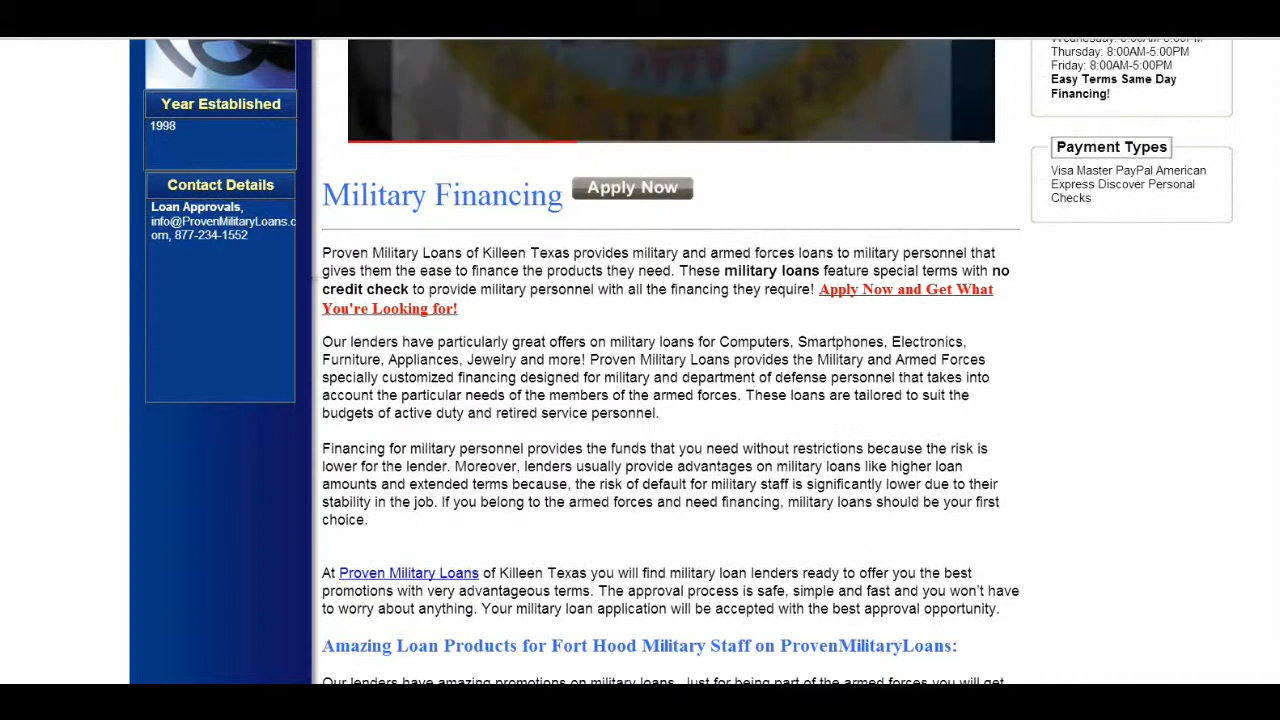 Year Established
1998
Contact Details
Loan Approvals,
info@ProvenMilitaryLoans.c
om, 877-234-1552
Military Financing
Apply Now
Proven Military Loans of Killeen Texas provides military and armed forces loans to military personnel that
gives them the ease to finance the products they need. These military loans feature special terms with no
credit check to provide military personnel with all the financing they require! Apply Now and Get What
You're Looking for!
Our lenders have particularly great offers on military loans for Computers, Smartphones, Electronics,
Furniture, Appliances, Jewelry and more! Proven Military Loans provides the Military and Armed Forces
specially customized financing designed for military and department of defense personnel that takes into
account the particular needs of the members of the armed forces. These loans are tailored to suit the
budgets of active duty and retired service personnel.
Financing for military personnel provides the funds that you need without restrictions because the risk is
lower for the lender. Moreover, lenders usually provide advantages on military loans like higher loan
amounts and extended terms because, the risk of default for military staff is significantly lower due to their
stability in the job. If you belong to the armed forces and need financing, military loans should be your first
choice.
At Proven Military Loans of Killeen Texas you will find military loan lenders ready to offer you the best
promotions with very advantageous terms. The approval process is safe, simple and fast and you won't have
to worry about anything. Your military loan application will be accepted with the best approval opportunity.
Amazing Loan Products for Fort Hood Military Staff on ProvenMilitaryLoans:
Our lenders have amazing promotions on military loans. Just for being part of the armed forces you will get
Wednesday: 8:00AM-5:00PM
Thursday: 8:00AM-5:00PM
Friday: 8:00AM-5:00PM
Easy Terms Same Day
Financing!
Payment Types
Visa Master PayPal American
Express Discover Personal
Checks